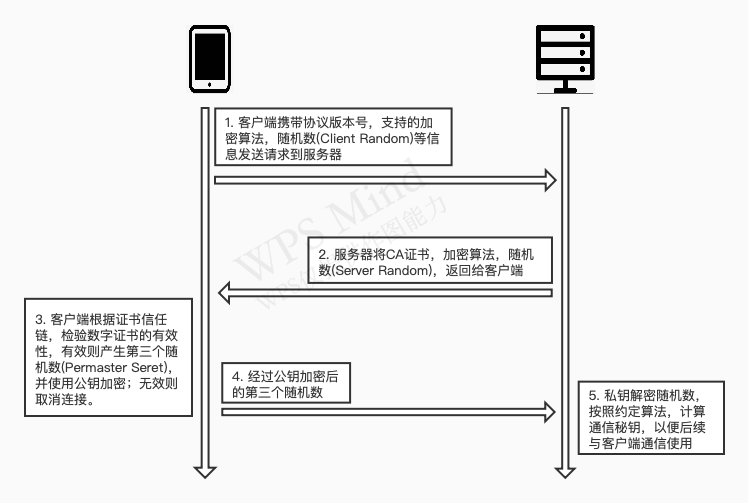 1. 客户端携带协议版本号，支持的加
密算法，随机数(Client Random)等信
息发送请求到服务器
WPS Mind
2. 服务器将CA证书，加密算法，随机
数(Server Random)，返回给客户端
3. 客户端根据证书信任
链，检验数字证书的有效
性，有效则产生第三个随
机数(Permaster Seret)，
并使用公钥加密；无效则
取消连接。
4. 经过公钥加密后
的第三个随机数
5. 私钥解密随机数，
按照约定算法，计算
通信秘钥，以便后续
与客户端通信使用